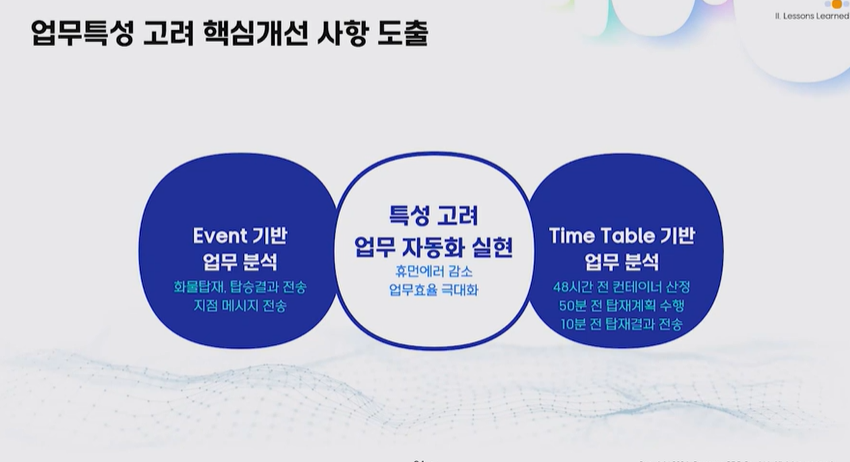 II. Lessons Learned
업무특성 고려 핵심개선 사항 도출
Event 기반
업무 분석
화물탑재, 탑승결과 전송
지점 메시지 전송
특성 고려
업무 자동화 실현
휴먼에러 감소
업무효율 극대화
Time Table 기반
업무 분석
48시간 전 컨테이너 산정
50분 전 탑재계획 수행
10분 전 탑재결과 전송